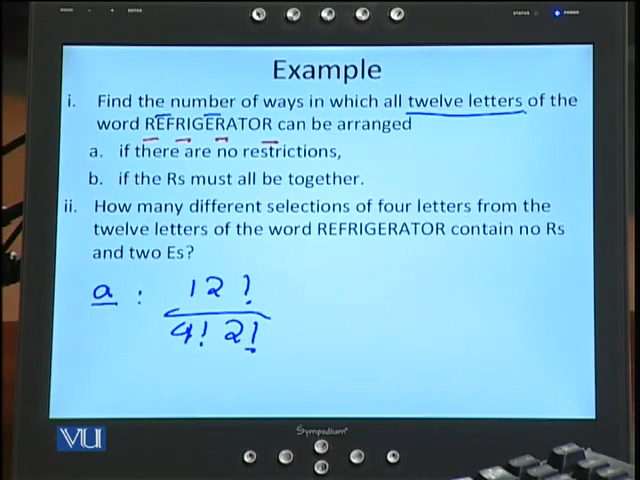 STATUS
POWER
Example
i. Find the number of ways in which all twelve letters of the
word REFRIGERATOR can be arranged
a. if there are no restrictions,
b. if the Rs must all be together.
ii. How many different selections of four letters from the
twelve letters of the word REFRIGERATOR contain no Rs
and two Es?
a : 12 !
4! 2!
Sympodium
VU